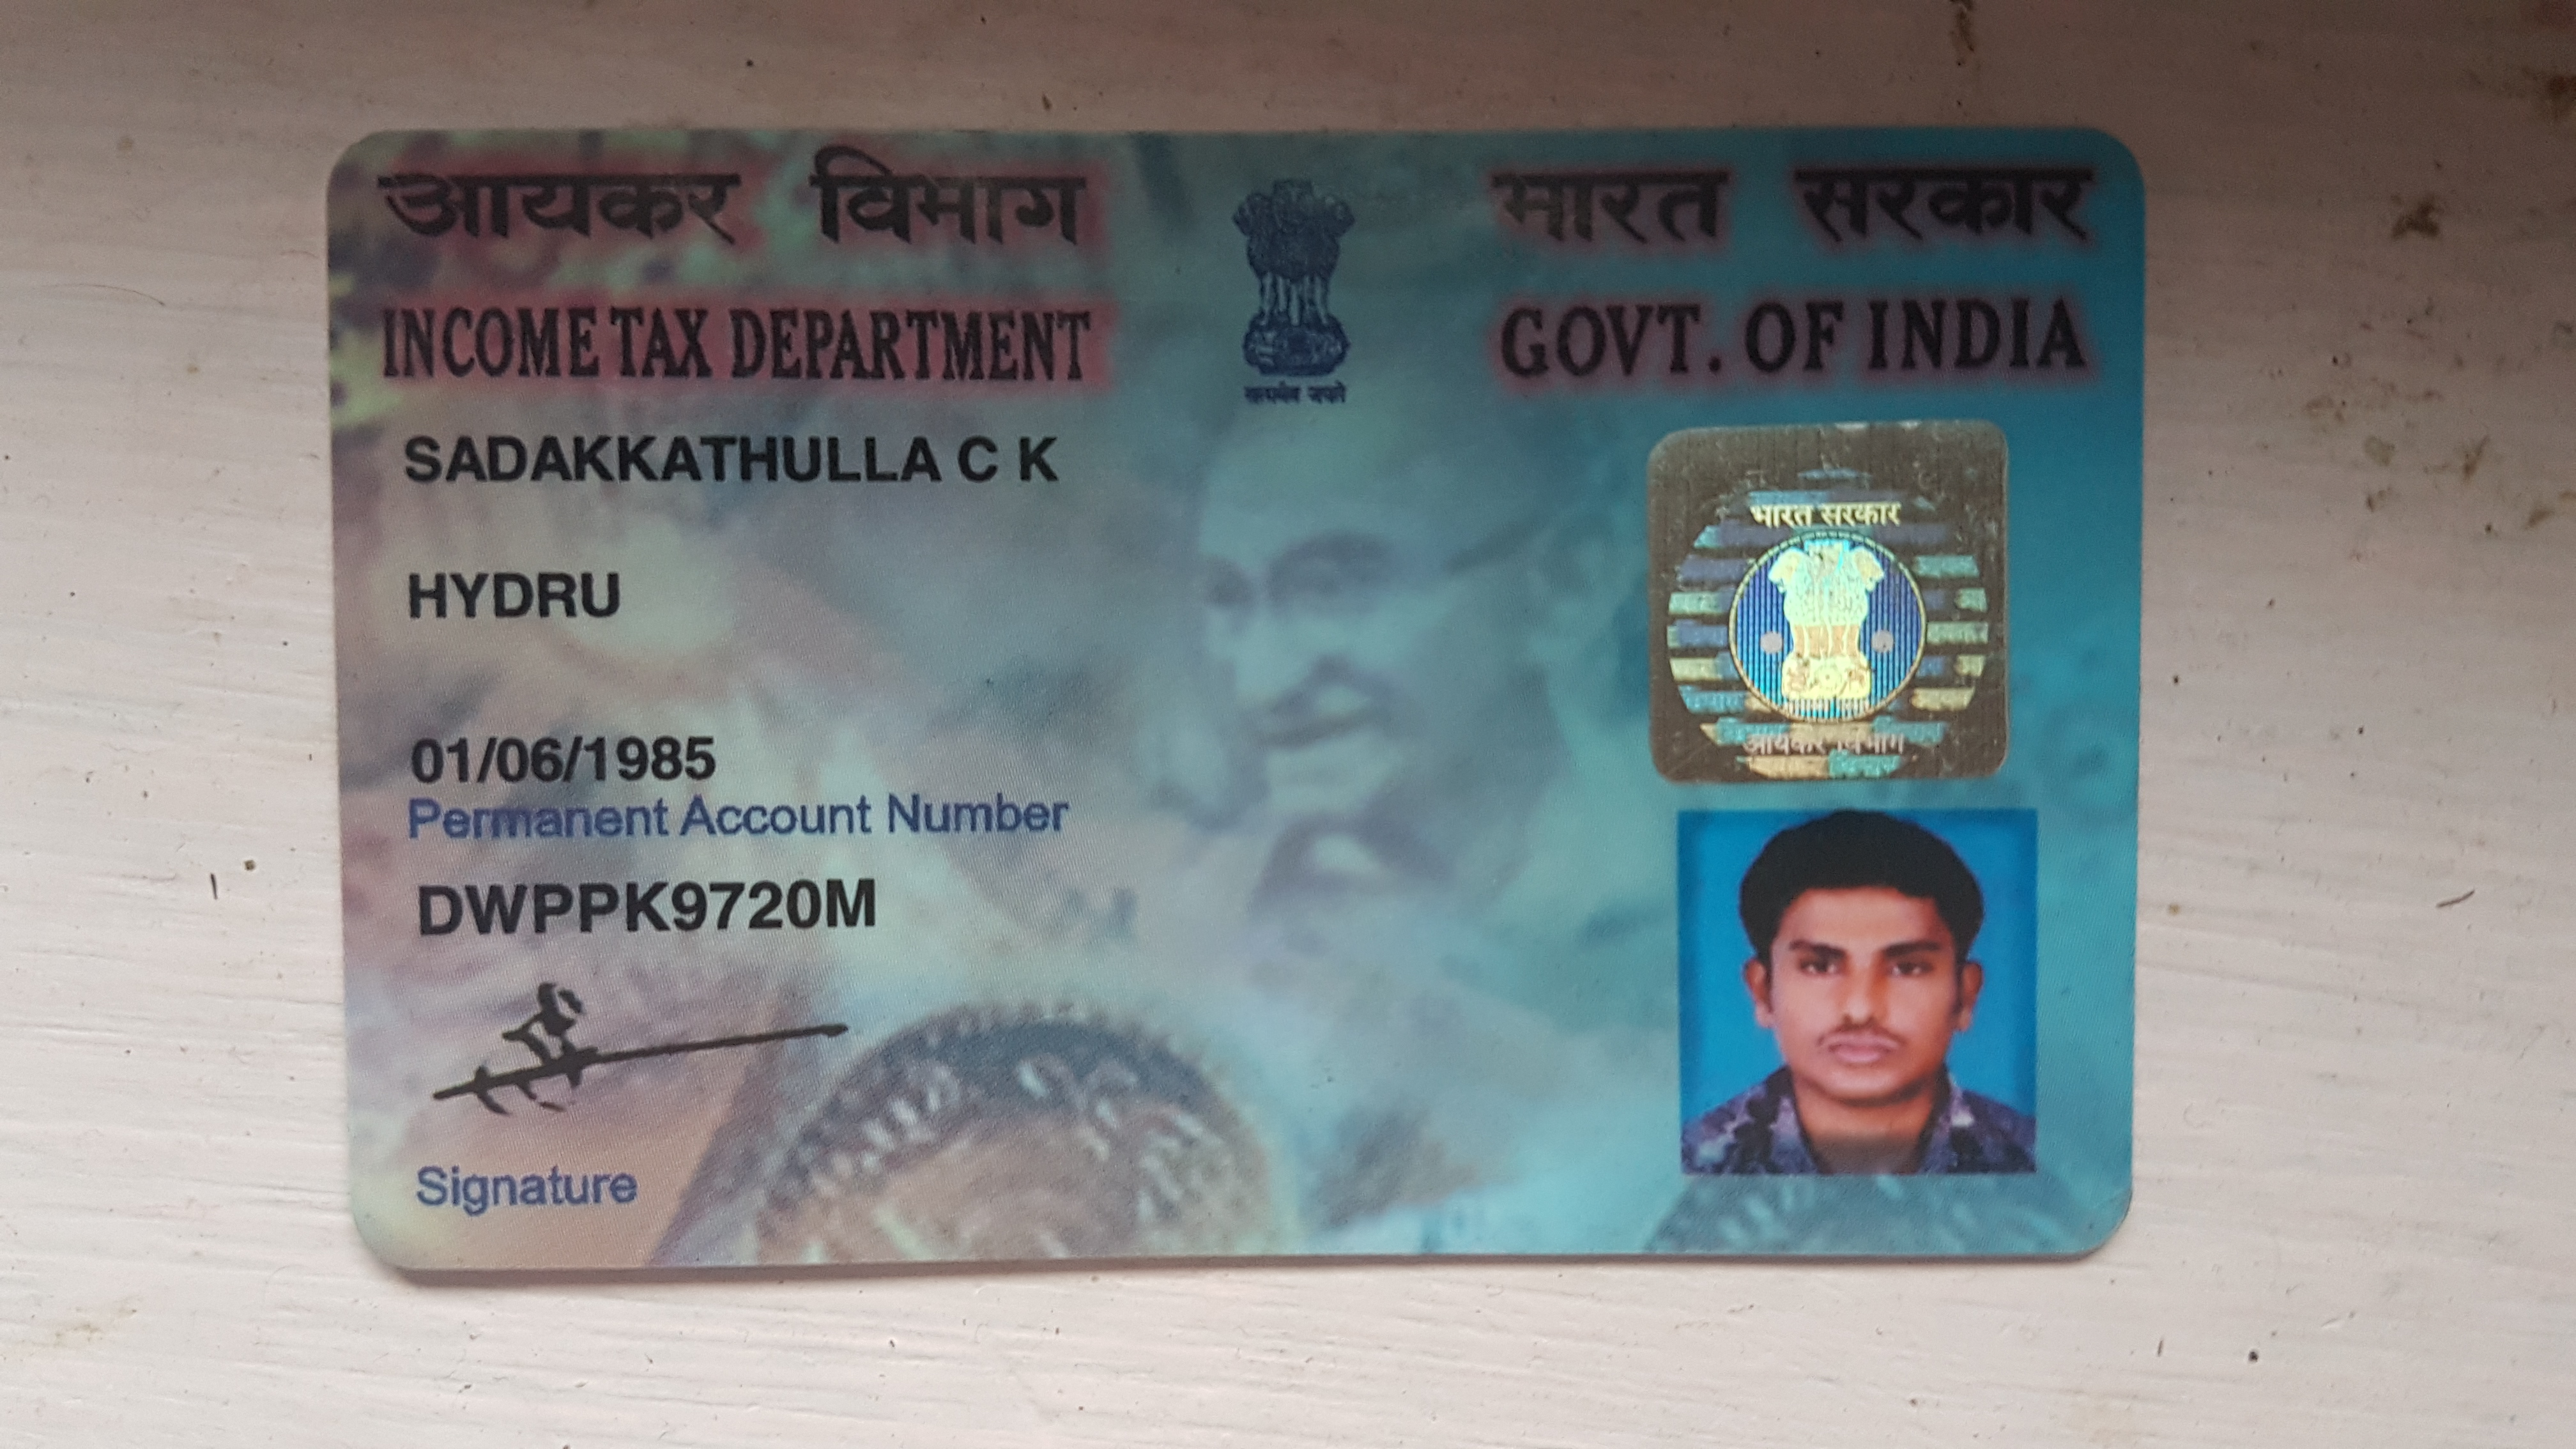 आयकर विभाग
INCOME TAX DEPARTMENT
भारत सरकार
GOVT. OF INDIA
सत्यमेव जयते
SADAKKATHULLA C K
HYDRU
01/06/1985
Permanent Account Number
DWPPK9720M
Signature
भारत सरकार
आयकर विभाग